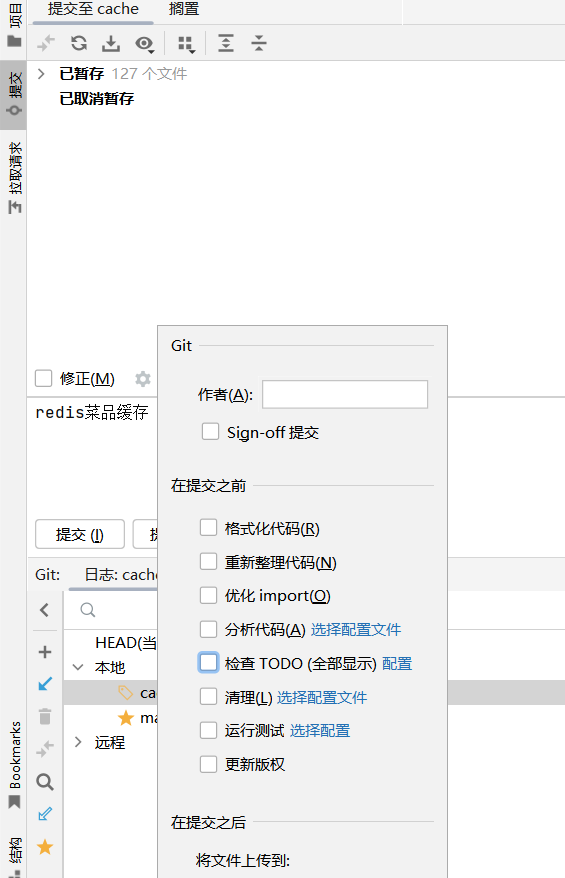 项目
提交
拉取请求
Bookmarks
结构
提交至 cache 搁置
已暂存 127 个文件
已取消暂存
修正(M)
redis菜品缓存
提交 (I)
Git: 日志:
HEAD(当
本地
远程
Git
作者(A):
Sign-off 提交
在提交之前
格式化代码(R)
重新整理代码(N)
优化 import(O)
分析代码(A) 选择配置文件
检查 TODO (全部显示) 配置
清理(L) 选择配置文件
运行测试 选择配置
更新版权
在提交之后
将文件上传到: